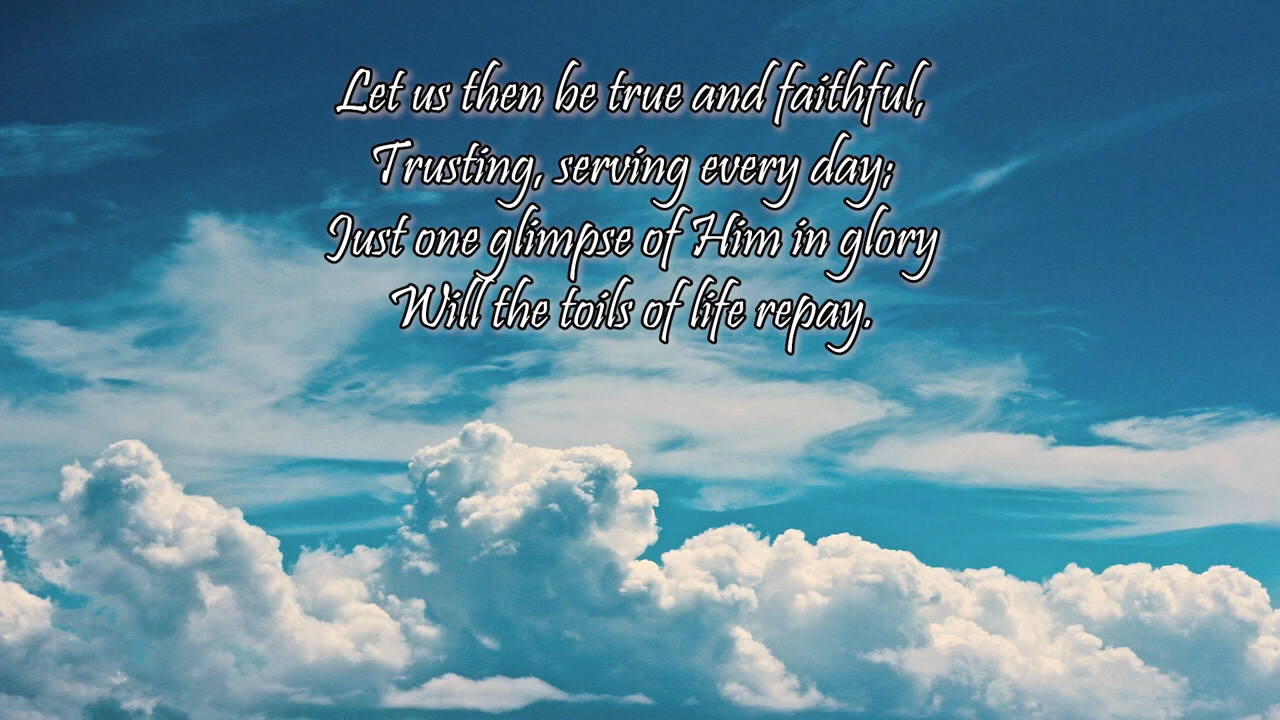 Let us then be true and faithful,
Trusting, serving every day;
Just one glimpse of Him in glory
Will the toils of life repay.